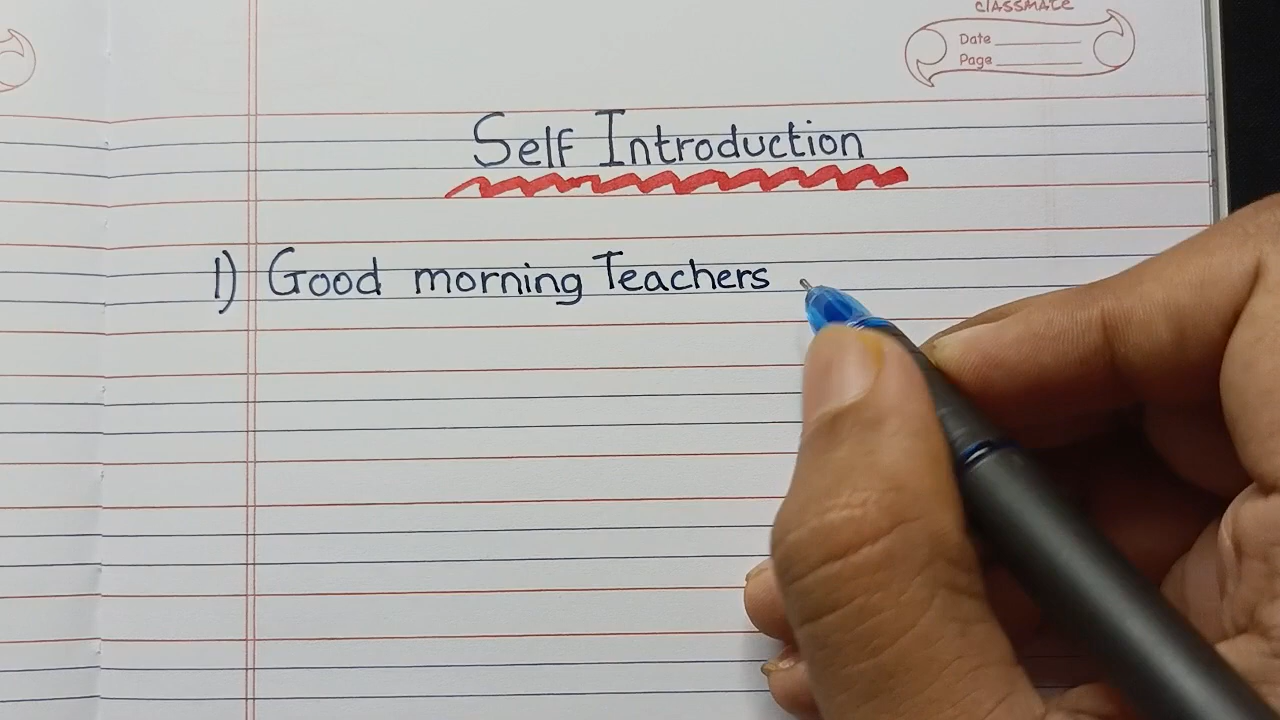 CLASSMATE
Date
Page
Self Introduction
1) Good morning Teachers